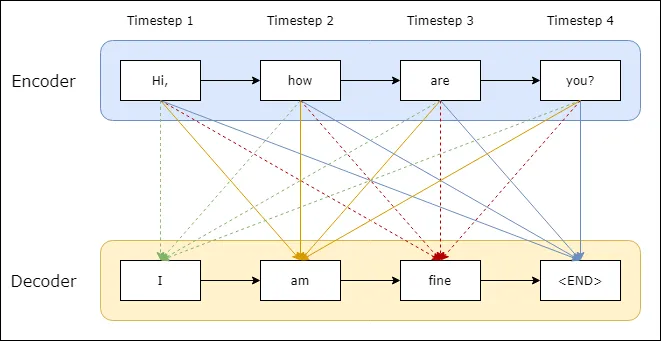 Timestep 1 Timestep 2 Timestep 3 Timestep 4
Encoder Hi, how are you?
Decoder I am fine <END>